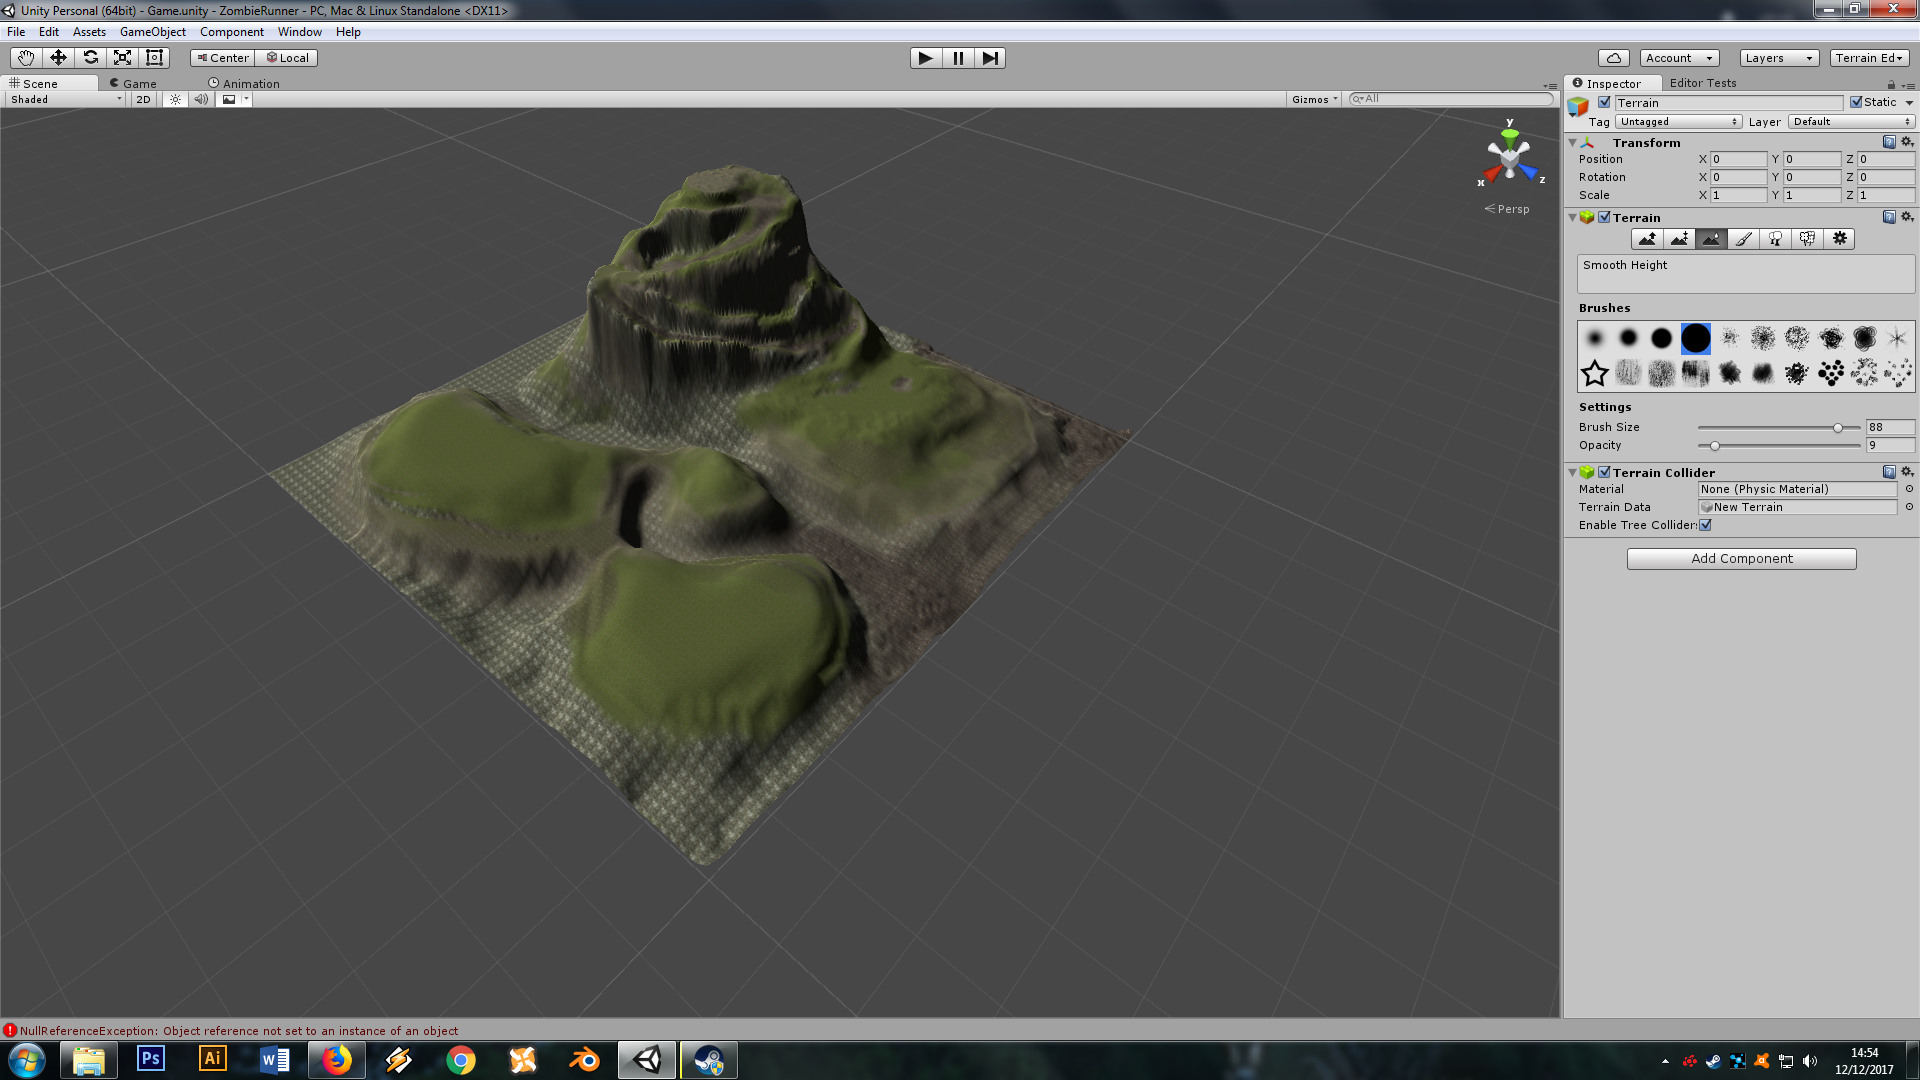 Unity Personal (64bit) - Game.unity - ZombieRunner - PC, Mac & Linux Standalone <DX11>
File Edit Assets GameObject Component Window Help
Center Local Account Layers Terrain Ed
Scene Game Animation Inspector Editor Tests
Shaded 2D Gizmos All
Terrain Static
Tag Untagged Layer Default
Transform
Position X 0 Y 0 Z 0
Rotation X 0 Y 0 Z 0
Scale X 1 Y 1 Z 1
y
x z
Persp
Terrain
Smooth Height
Brushes
Settings
Brush Size 88
Opacity 9
Terrain Collider
Material None (Physic Material)
Terrain Data New Terrain
Enable Tree Colliders
Add Component
NullReferenceException: Object reference not set to an instance of an object
Ps Ai W
14:54
12/12/2017